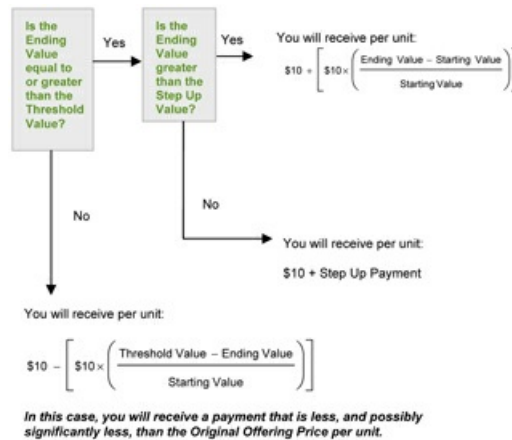 Is the
Ending
Value
equal to
or greater
than the
Threshold
Value?
Yes
Is the
Ending
Value
greater
than the
Step Up
Value?
Yes
You will receive per unit:
$10 + [ $10 × ( Ending Value – Starting Value
Starting Value )
No
No
You will receive per unit:
$10 + Step Up Payment
You will receive per unit:
$10 – [ $10 × ( Threshold Value – Ending Value
Starting Value ) ]
In this case, you will receive a payment that is less, and possibly
significantly less, than the Original Offering Price per unit.